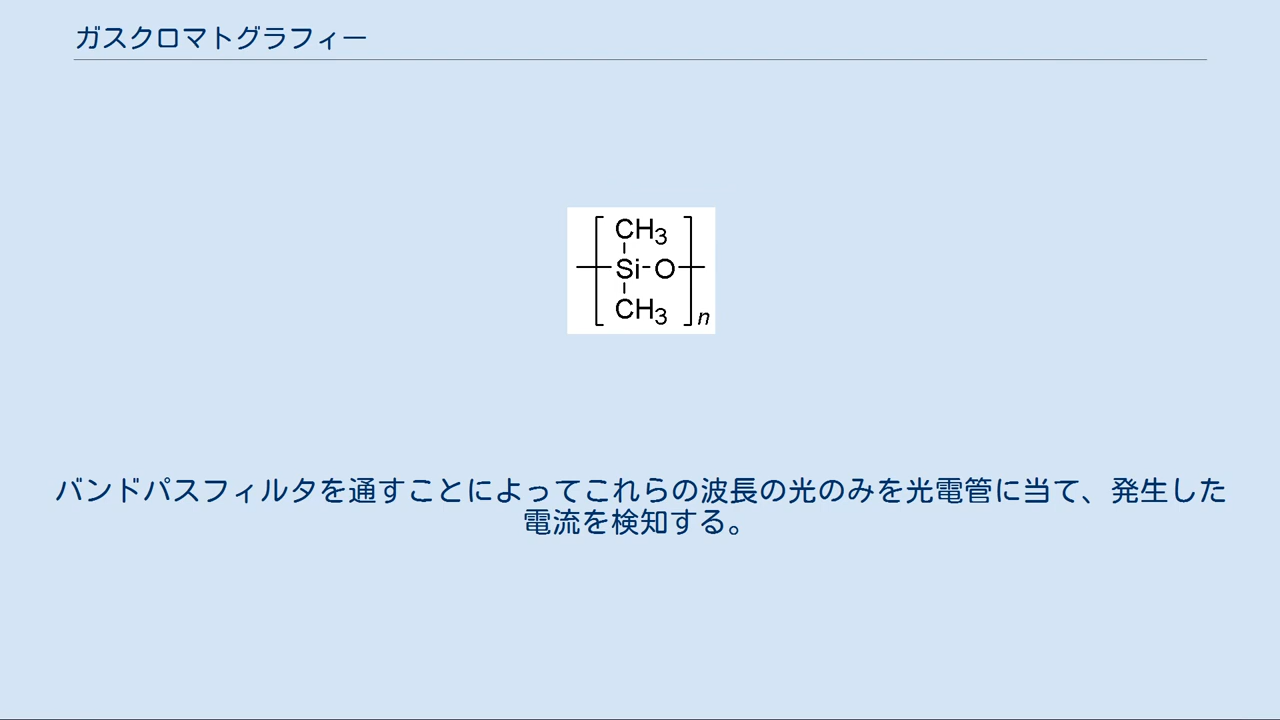 ガスクロマトグラフィー
CH3
Si-O
CH3
n
バンドパスフィルタを通すことによってこれらの波長の光のみを光電管に当て、発生した
電流を検知する。